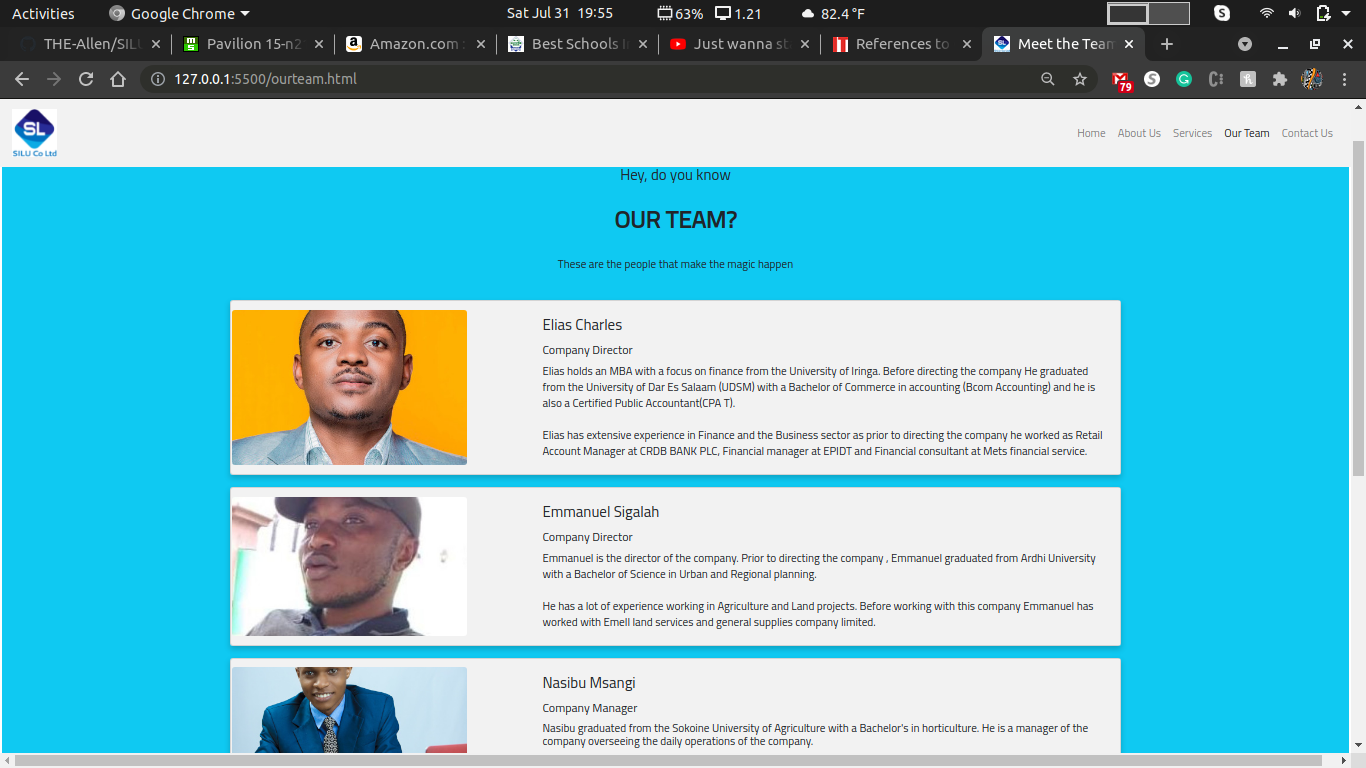 Activities Google Chrome Sat Jul 31 19:55 63% 1.21 82.4 °F
THE-Allen/SIL Pavilion 15-n2 Amazon.com : Best Schools I Just wanna st References to Meet the Team
127.0.0.1:5500/ourteam.html 79
SL
SILU Co Ltd
Home About Us Services Our Team Contact Us
Hey, do you know
OUR TEAM?
These are the people that make the magic happen
Elias Charles
Company Director
Elias holds an MBA with a focus on finance from the University of Iringa. Before directing the company He graduated
from the University of Dar Es Salaam (UDSM) with a Bachelor of Commerce in accounting (Bcom Accounting) and he is
also a Certified Public Accountant(CPA T).
Elias has extensive experience in Finance and the Business sector as prior to directing the company he worked as Retail
Account Manager at CRDB BANK PLC, Financial manager at EPIDT and Financial consultant at Mets financial service.
Emmanuel Sigalah
Company Director
Emmanuel is the director of the company. Prior to directing the company , Emmanuel graduated from Ardhi University
with a Bachelor of Science in Urban and Regional planning.
He has a lot of experience working in Agriculture and Land projects. Before working with this company Emmanuel has
worked with Emell land services and general supplies company limited.
Nasibu Msangi
Company Manager
Nasibu graduated from the Sokoine University of Agriculture with a Bachelor's in horticulture. He is a manager of the
company overseeing the daily operations of the company.